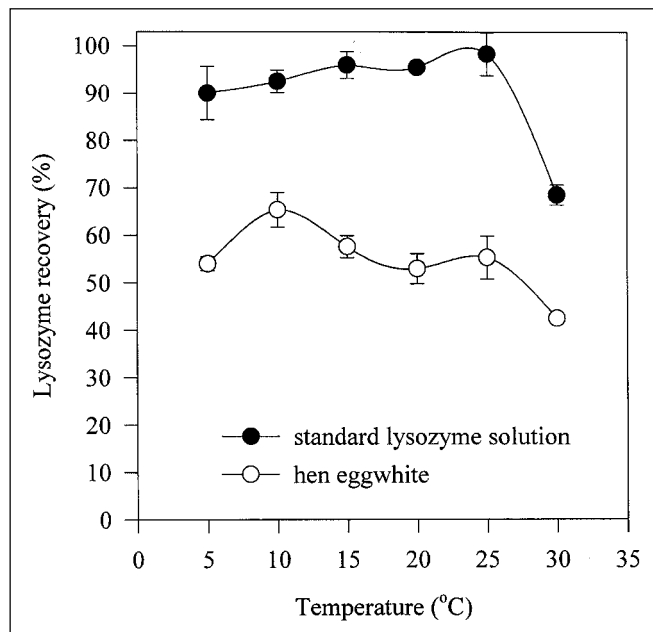 100
90
80
70
60
50
40
30
20
10
0
Lysozyme recovery (%)
standard lysozyme solution
hen eggwhite
0 5 10 15 20 25 30 35
Temperature (°C)